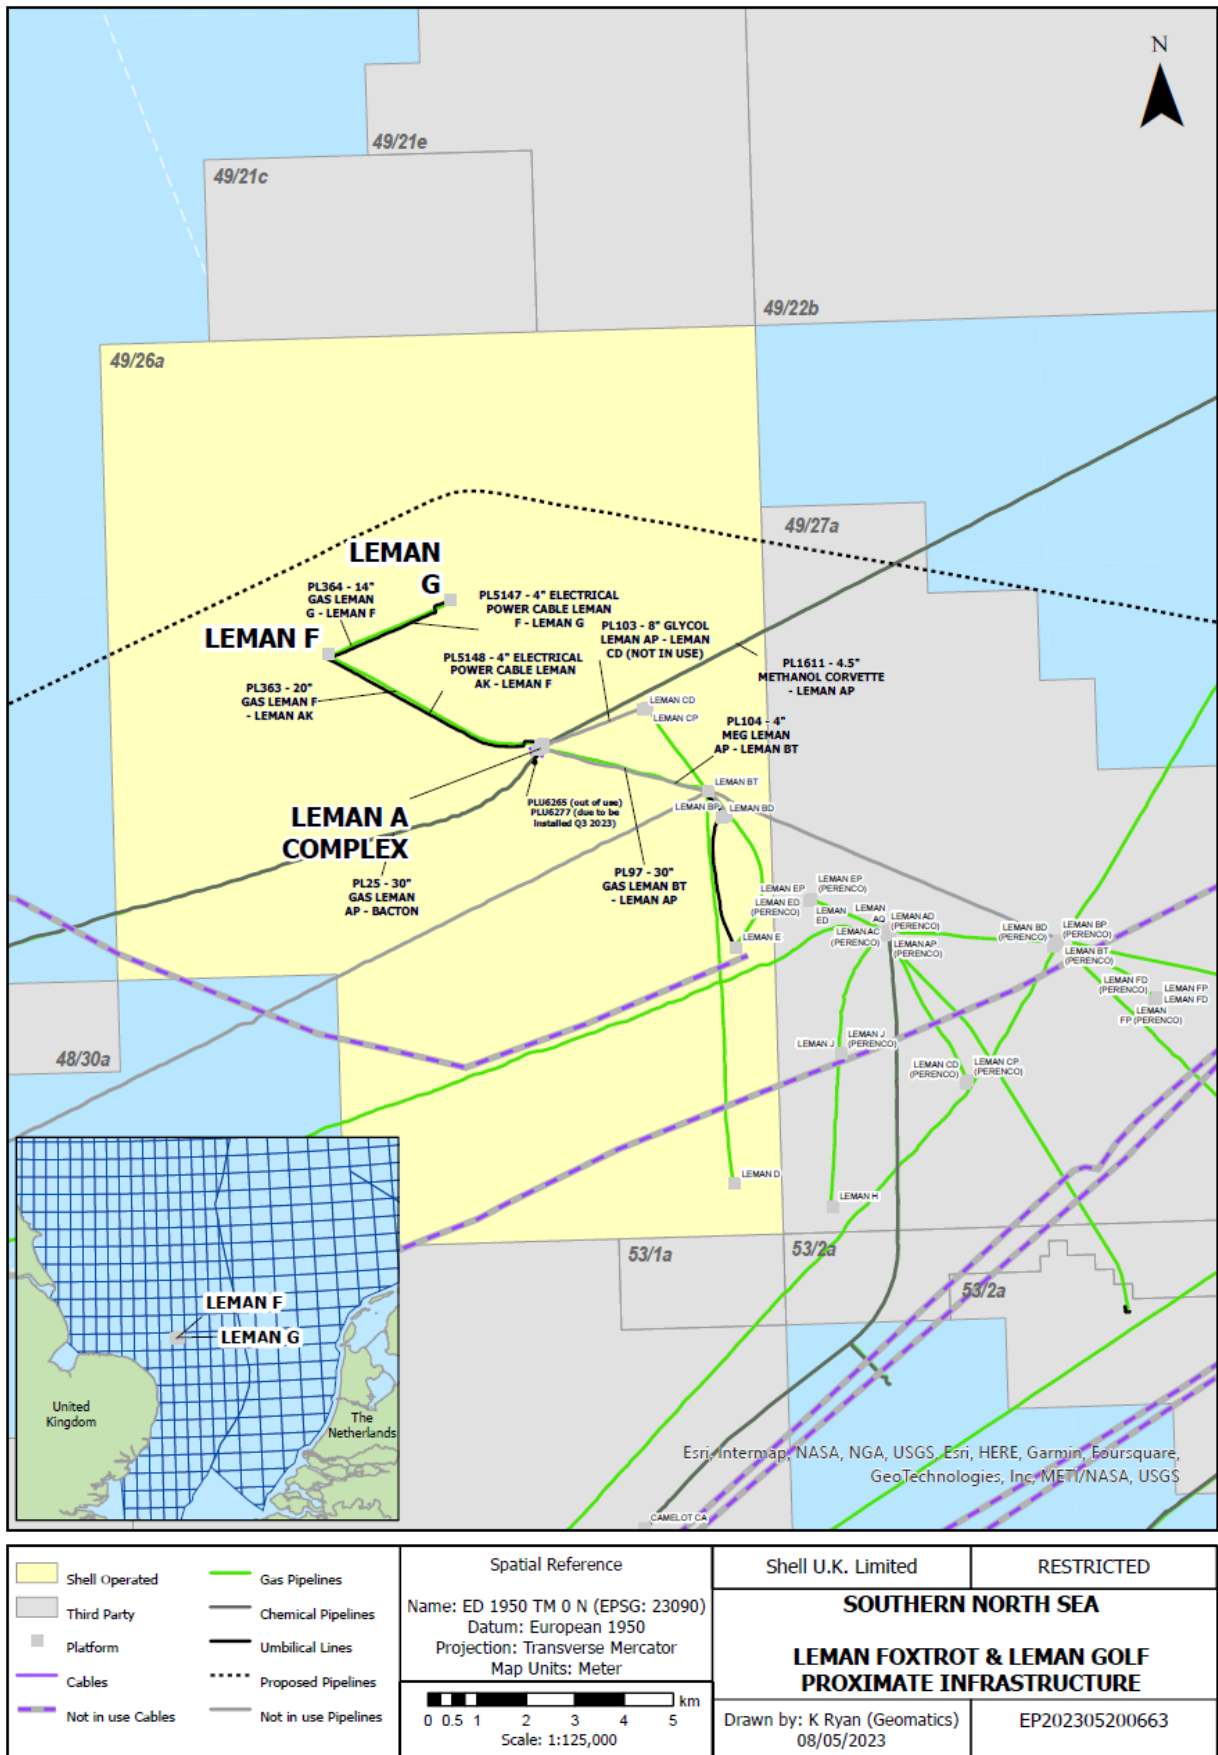 N
49/21e
49/21c
49/22b
49/26a
49/27a
LEMAN
G
PL364 - 14"
GAS LEMAN
G - LEMAN F
PL5147 - 4" ELECTRICAL
POWER CABLE LEMAN
F - LEMAN G
LEMAN F
PL103 - 8" GLYCOL
LEMAN AP - LEMAN
CD (NOT IN USE)
PL5148 - 4" ELECTRICAL
POWER CABLE LEMAN
AK - LEMAN F
PL1611 - 4.5"
METHANOL CORVETTE
- LEMAN AP
PL363 - 20"
GAS LEMAN F
- LEMAN AK
LEMAN CD
LEMAN CP
PL104 - 4"
MEG LEMAN
AP - LEMAN BT
LEMAN BT
LEMAN BP
LEMAN BD
PLU6265 (out of use)
PLU6277 (due to be
Installed Q3 2023)
LEMAN A
COMPLEX
PL25 - 30"
GAS LEMAN
AP - BACTON
PL97 - 30"
GAS LEMAN BT
- LEMAN AP
LEMAN EP
LEMAN EP
(PERENCO)
LEMAN ED
(PERENCO)
LEMAN
ED
LEMAN
AQ
LEMAN AD
(PERENCO)
LEMAN AC
(PERENCO)
LEMAN AP
(PERENCO)
LEMAN E
LEMAN BD
(PERENCO)
LEMAN BP
(PERENCO)
LEMAN BT
(PERENCO)
LEMAN FD
(PERENCO)
LEMAN FP
LEMAN FD
LEMAN
FP (PERENCO)
LEMAN J
LEMAN J
(PERENCO)
LEMAN CD
(PERENCO)
LEMAN CP
(PERENCO)
48/30a
LEMAN D
LEMAN H
53/1a
53/2a
53/2a
LEMAN F
LEMAN G
United
Kingdom
The
Netherlands
Esri, Intermap, NASA, NGA, USGS, Esri, HERE, Garmin, Foursquare,
GeoTechnologies, Inc, METI/NASA, USGS
CAMELOT CA
Shell Operated
Third Party
Platform
Cables
Not in use Cables
Gas Pipelines
Chemical Pipelines
Umbilical Lines
Proposed Pipelines
Not in use Pipelines
Spatial Reference
Name: ED 1950 TM 0 N (EPSG: 23090)
Datum: European 1950
Projection: Transverse Mercator
Map Units: Meter
km
0 0.5 1 2 3 4 5
Scale: 1:125,000
Shell U.K. Limited
RESTRICTED
SOUTHERN NORTH SEA
LEMAN FOXTROT & LEMAN GOLF
PROXIMATE INFRASTRUCTURE
Drawn by: K Ryan (Geomatics)
08/05/2023
EP202305200663